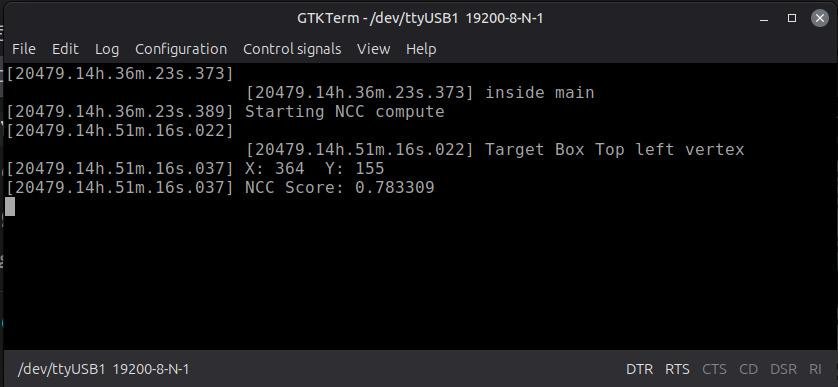 GTKTerm - /dev/ttyUSB1 19200-8-N-1
File Edit Log Configuration Control signals View Help
[20479.14h.36m.23s.373]
[20479.14h.36m.23s.373] inside main
[20479.14h.36m.23s.389] Starting NCC compute
[20479.14h.51m.16s.022]
[20479.14h.51m.16s.022] Target Box Top left vertex
[20479.14h.51m.16s.037] X: 364  Y: 155
[20479.14h.51m.16s.037] NCC Score: 0.783309
/dev/ttyUSB1 19200-8-N-1 DTR RTS CTS CD DSR RI